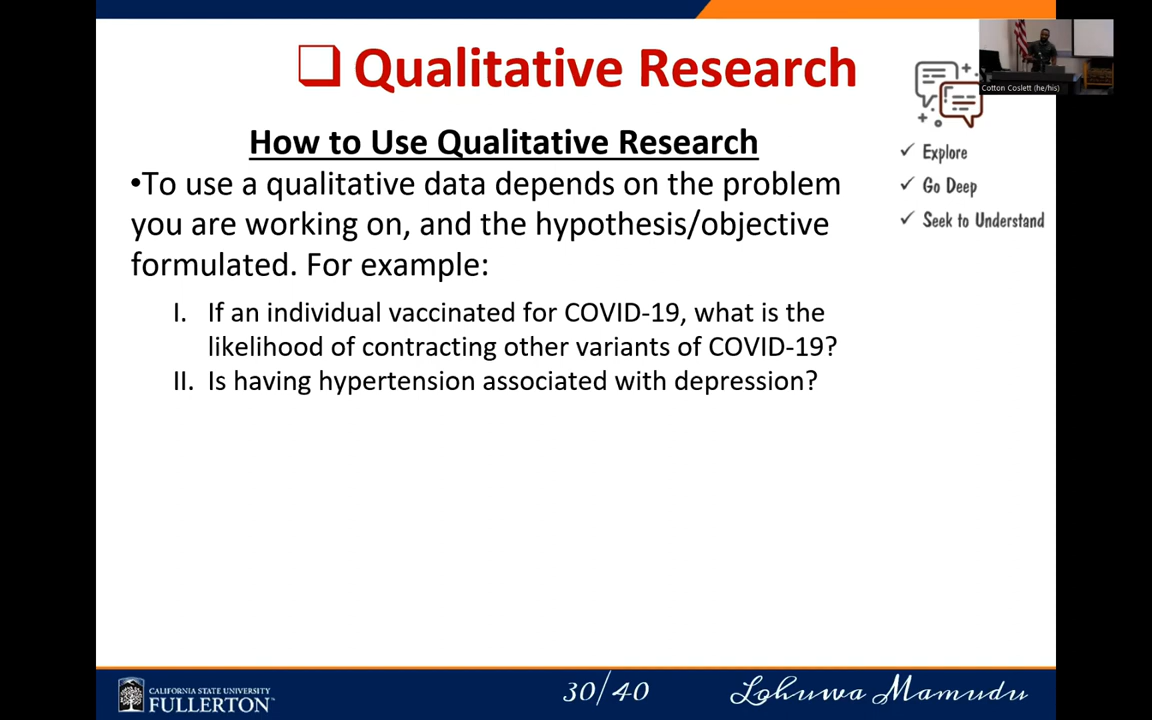 ❑ Qualitative Research
Cotton Coslett (he/his)
How to Use Qualitative Research
✓ Explore
✓ Go Deep
✓ Seek to Understand
•To use a qualitative data depends on the problem
you are working on, and the hypothesis/objective
formulated. For example:
I. If an individual vaccinated for COVID-19, what is the
likelihood of contracting other variants of COVID-19?
II. Is having hypertension associated with depression?
CALIFORNIA STATE UNIVERSITY
FULLERTON
30/40
Lohuwa Mamudu